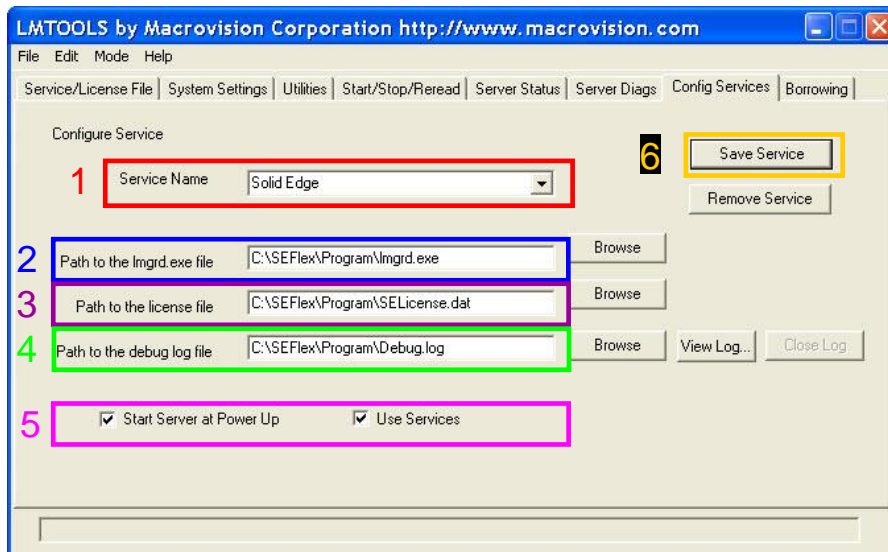 LMTOOLS by Macrovision Corporation http://www.macrovision.com
File Edit Mode Help
Service/License File System Settings Utilities Start/Stop/Reread Server Status Server Diags Config Services Borrowing
Configure Service
6 Save Service
1 Service Name Solid Edge
Remove Service
2 Path to the lmgrd.exe file C:\SEFlex\Program\lmgrd.exe Browse
3 Path to the license file C:\SEFlex\Program\SELicense.dat Browse
4 Path to the debug log file C:\SEFlex\Program\Debug.log Browse View Log... Close Log
5 Start Server at Power Up Use Services